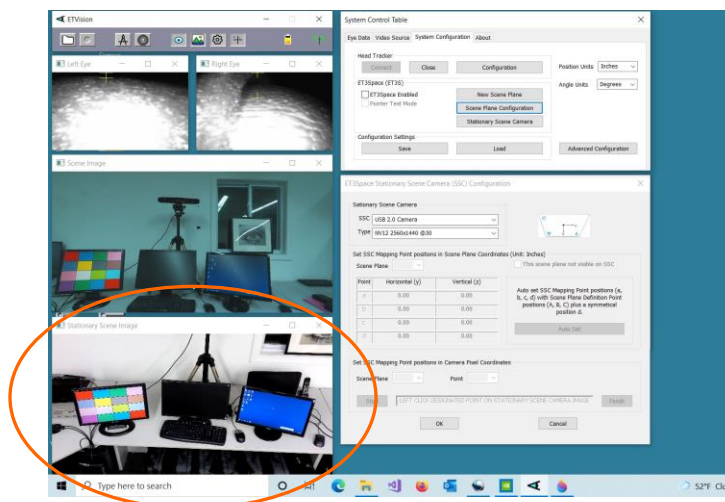 ETVision
Left Eye
Right Eye
Scene Image
Stationary Scene Image
System Control Table
Eye Data Video Source System Configuration About
Head Tracker
Connect Close Configuration
Position Units Inches
Angle Units Degrees
ET3Space (ET3S)
ET3Space Enabled
Pointer Test Mode
New Scene Plane
Scene Plane Configuration
Stationary Scene Camera
Configuration Settings
Save Load Advanced Configuration
ET3Space Stationary Scene Camera (SSC) Configuration
Sationary Scene Camera
SSC USB 2.0 Camera
Type NV12 2560x1440 @30
Set SSC Mapping Point positions in Scene Plane Coordinates (Unit: Inches)
Scene Plane
This scene plane not visible on SSC
Point Horizontal (y) Vertical (z)
a 0.00 0.00
b 0.00 0.00
c 0.00 0.00
d 0.00 0.00
Auto set SSC Mapping Point positions (a,
b, c, d) with Scene Plane Definition Point
positions (A, B, C) plus a symmetrical
position d.
Auto Set
Set SSC Mapping Point positions in Camera Pixel Coordinates
Scene Plane Point
Start LEFT CLICK DESIGNATED POINT ON STATIONARY SCENE CAMERA IMAGE Finish
OK Cancel
Type here to search
52°F Clo